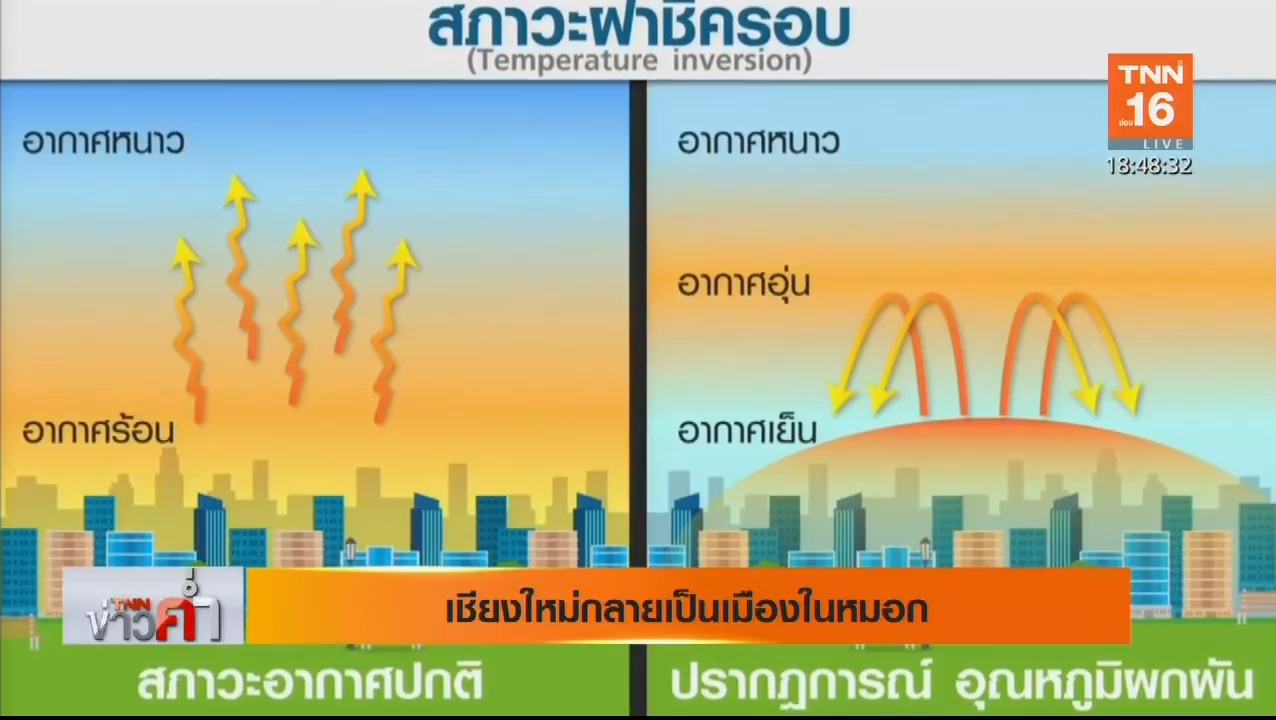 สภาวะฝาชีครอบ
(Temperature inversion)
TNN
ช่อง16
LIVE
18:48:32
อากาศหนาว
อากาศร้อน
อากาศหนาว
อากาศอุ่น
อากาศเย็น
TNN
ข่าวค่ำ
เชียงใหม่กลายเป็นเมืองในหมอก
สภาวะอากาศปกติ
ปรากฏการณ์ อุณหภูมิผกผัน